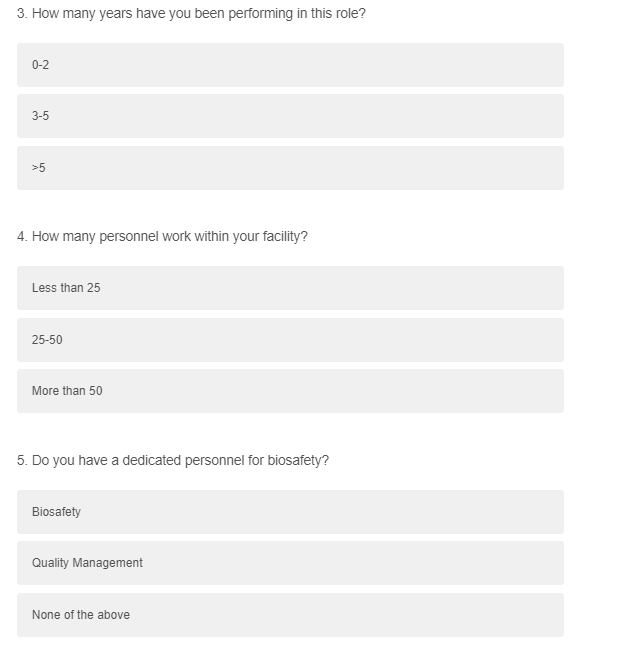 3. How many years have you been performing in this role?
0-2
3-5
>5
4. How many personnel work within your facility?
Less than 25
25-50
More than 50
5. Do you have a dedicated personnel for biosafety?
Biosafety
Quality Management
None of the above